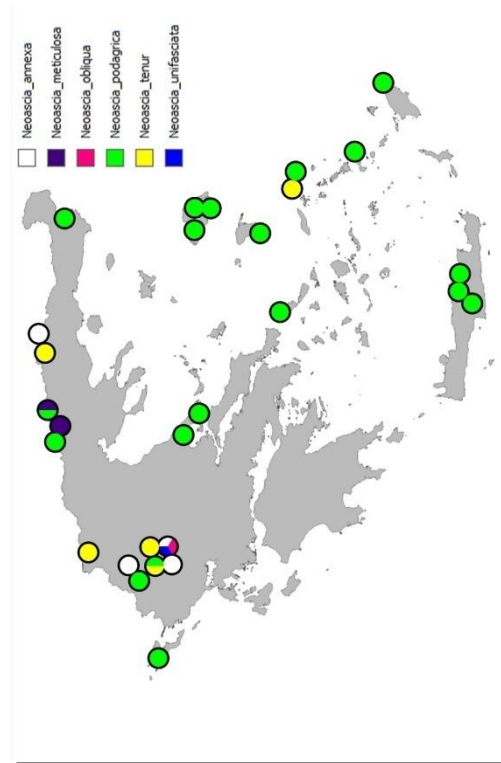 Neoascia_annexa
Neoascia_meticulosa
Neoascia_obliqua
Neoascia_podagrica
Neoascia_tenur
Neoascia_unifasciata